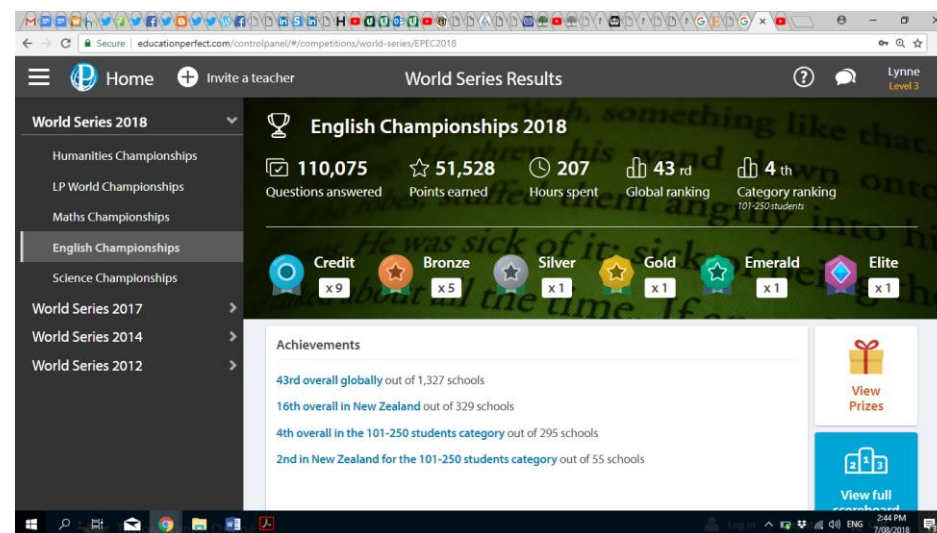 Secure | educationperfect.com/controlpanel/#/competitions/world-series/EPEC2018
Home
Invite a teacher
World Series Results
Lynne
Level 3
World Series 2018
Humanities Championships
LP World Championships
Maths Championships
English Championships
Science Championships
World Series 2017
World Series 2014
World Series 2012
English Championships 2018
110,075
Questions answered
51,528
Points earned
207
Hours spent
43 rd
Global ranking
4 th
Category ranking
101-250 students
Credit
x 9
Bronze
x 5
Silver
x 1
Gold
x 1
Emerald
x 1
Elite
x 1
Achievements
43rd overall globally out of 1,327 schools
16th overall in New Zealand out of 329 schools
4th overall in the 101-250 students category out of 295 schools
2nd in New Zealand for the 101-250 students category out of 55 schools
View
Prizes
2 1 3
View full
scoreboard
Log in
ENG
2:44 PM
7/08/2018